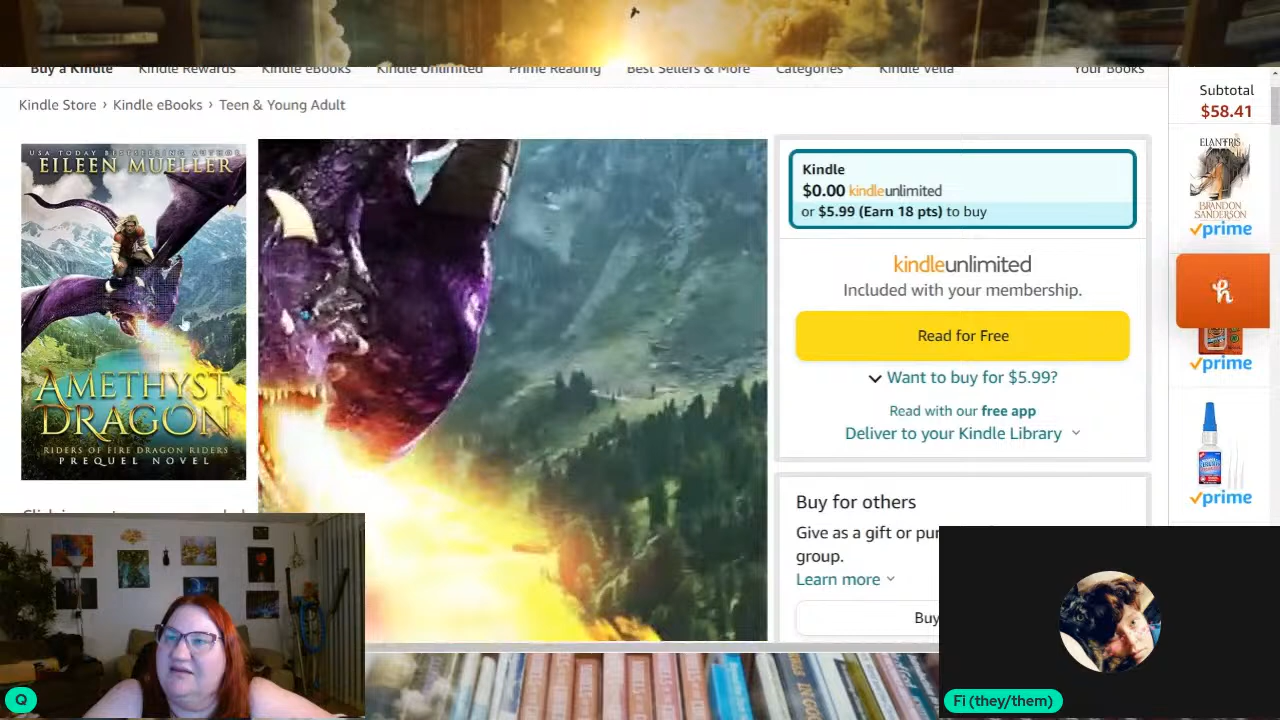 Buy a Kindle Kindle Rewards Kindle eBooks Kindle Unlimited Prime Reading Best Sellers & More Categories Kindle Vella Your Books
Kindle Store › Kindle eBooks › Teen & Young Adult
Subtotal
$58.41
USA TODAY BESTSELLING AUTHOR
EILEEN MUELLER
AMETHYST
DRAGON
RIDERS OF FIRE DRAGON RIDERS
PREQUEL NOVEL
Kindle
$0.00 kindleunlimited
or $5.99 (Earn 18 pts) to buy
kindleunlimited
Included with your membership.
Read for Free
Want to buy for $5.99?
Read with our free app
Deliver to your Kindle Library
Buy for others
Give as a gift or pur
group.
Learn more
Buy
ELANTRIS
BRANDON
SANDERSON
prime
h
prime
prime
Q
Fi (they/them)